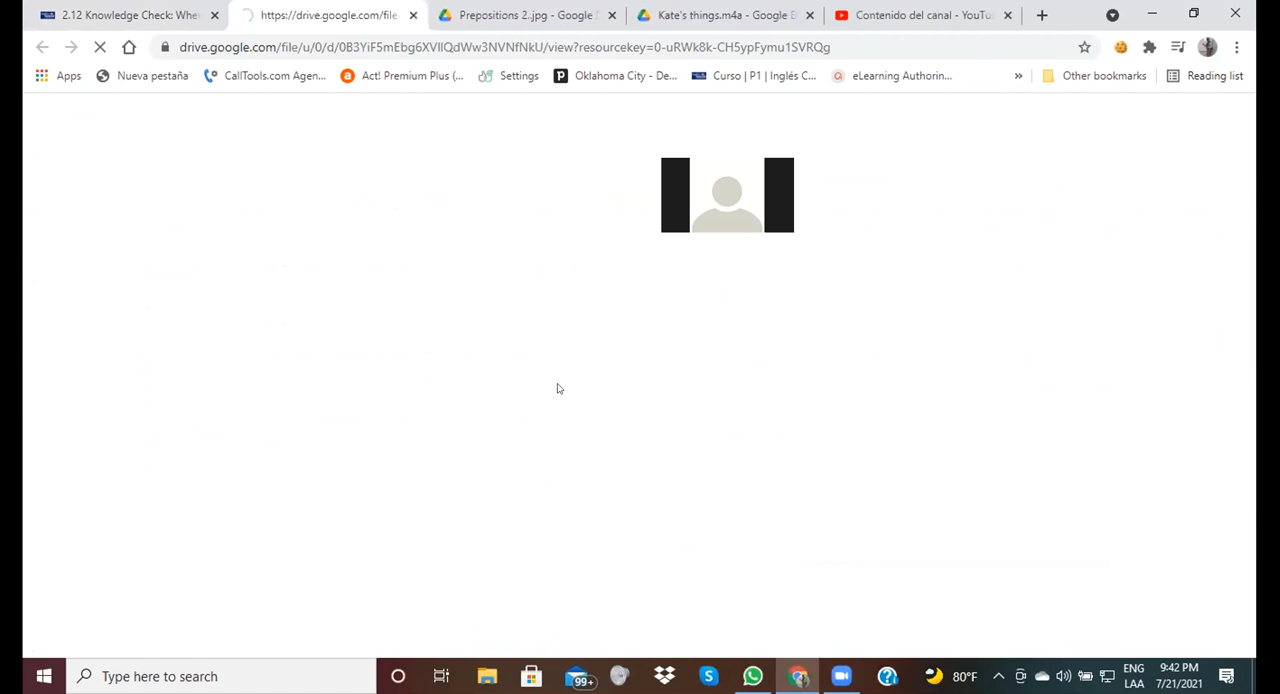 2.12 Knowledge Check: Whe
https://drive.google.com/file
Prepositions 2..jpg - Google
Kate's things.m4a - Google
Contenido del canal - YouTu
drive.google.com/file/u/0/d/0B3YiF5mEbg6XVllQdWw3NVNfNkU/view?resourcekey=0-uRWk8k-CH5ypFymu1SVRQg
Apps Nueva pestaña CallTools.com Agen... Act! Premium Plus (... Settings Oklahoma City - De... Curso | P1 | Inglés C... eLearning Authorin... » Other bookmarks Reading list
Type here to search
99+
80°F
ENG
LAA
9:42 PM
7/21/2021